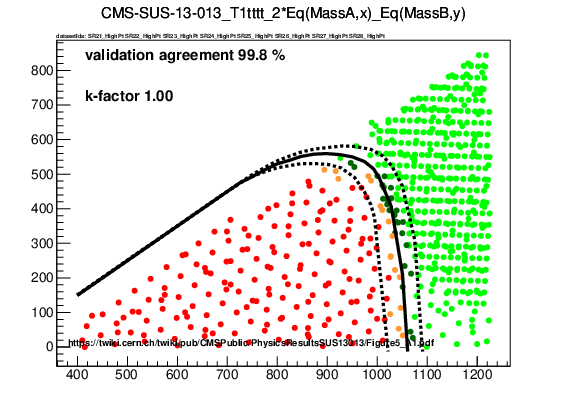 CMS-SUS-13-013_T1tttt_2*Eq(MassA,x)_Eq(MassB,y)
datasetIds: SR21_HighPt SR22_HighPt SR23_HighPt SR24_HighPt SR25_HighPt SR26_HighPt SR27_HighPt SR28_HighPt
validation agreement 99.8 %
k-factor 1.00
800
700
600
500
400
300
200
100
0
https://twiki.cern.ch/twiki/pub/CMSPublic/PhysicsResultsSUS13013/Figure5_A1.pdf
400 500 600 700 800 900 1000 1100 1200